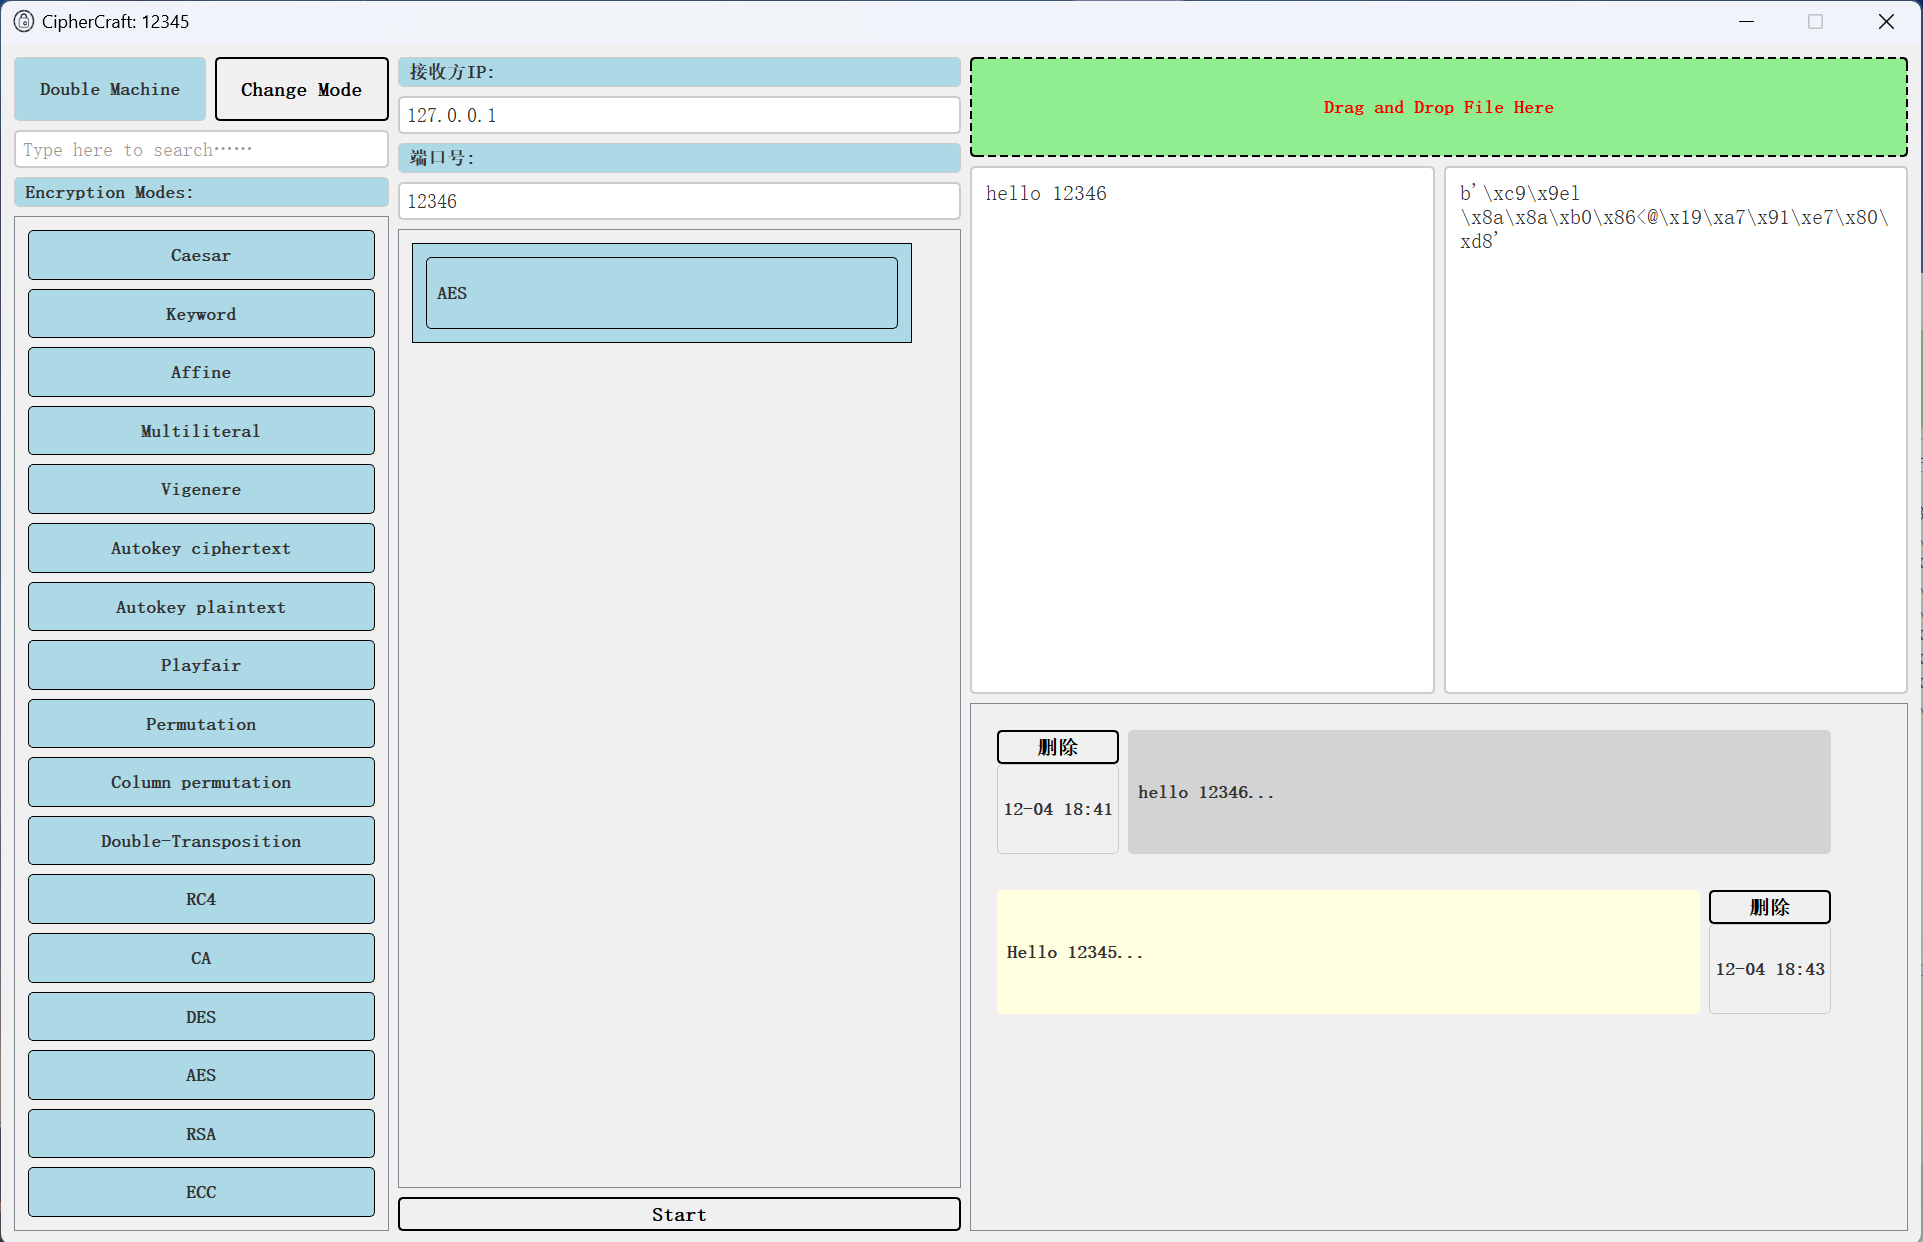 CipherCraft: 12345
Double Machine
Change Mode
Type here to search······
Encryption Modes:
Caesar
Keyword
Affine
Multiliteral
Vigenere
Autokey ciphertext
Autokey plaintext
Playfair
Permutation
Column permutation
Double-Transposition
RC4
CA
DES
AES
RSA
ECC
接收方IP:
127.0.0.1
端口号:
12346
AES
Start
Drag and Drop File Here
hello 12346
b'\xc9\x9el
\x8a\x8a\xb0\x86<@\x19\xa7\x91\xe7\x80\
xd8'
删除
12-04 18:41
hello 12346...
Hello 12345...
删除
12-04 18:43